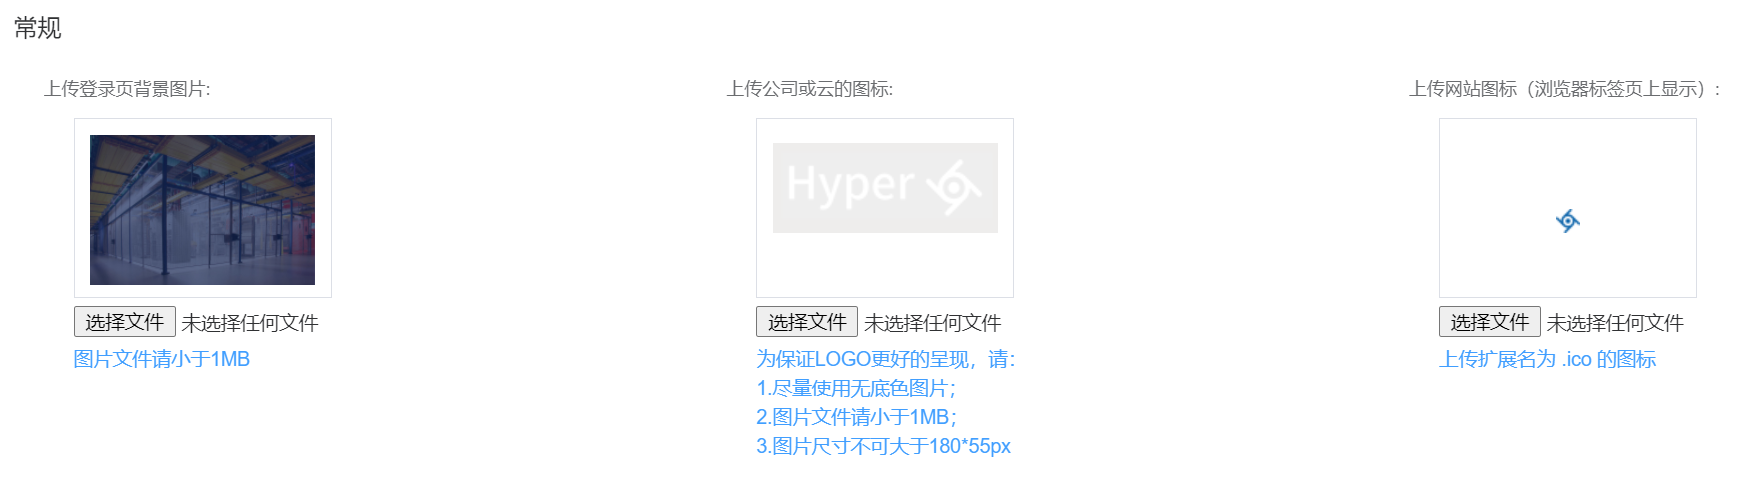 常规
上传登录页背景图片:
选择文件 未选择任何文件
图片文件请小于1MB
上传公司或云的图标:
Hyper
选择文件 未选择任何文件
为保证LOGO更好的呈现，请：
1.尽量使用无底色图片；
2.图片文件请小于1MB；
3.图片尺寸不可大于180*55px
上传网站图标（浏览器标签页上显示）:
选择文件 未选择任何文件
上传扩展名为 .ico 的图标